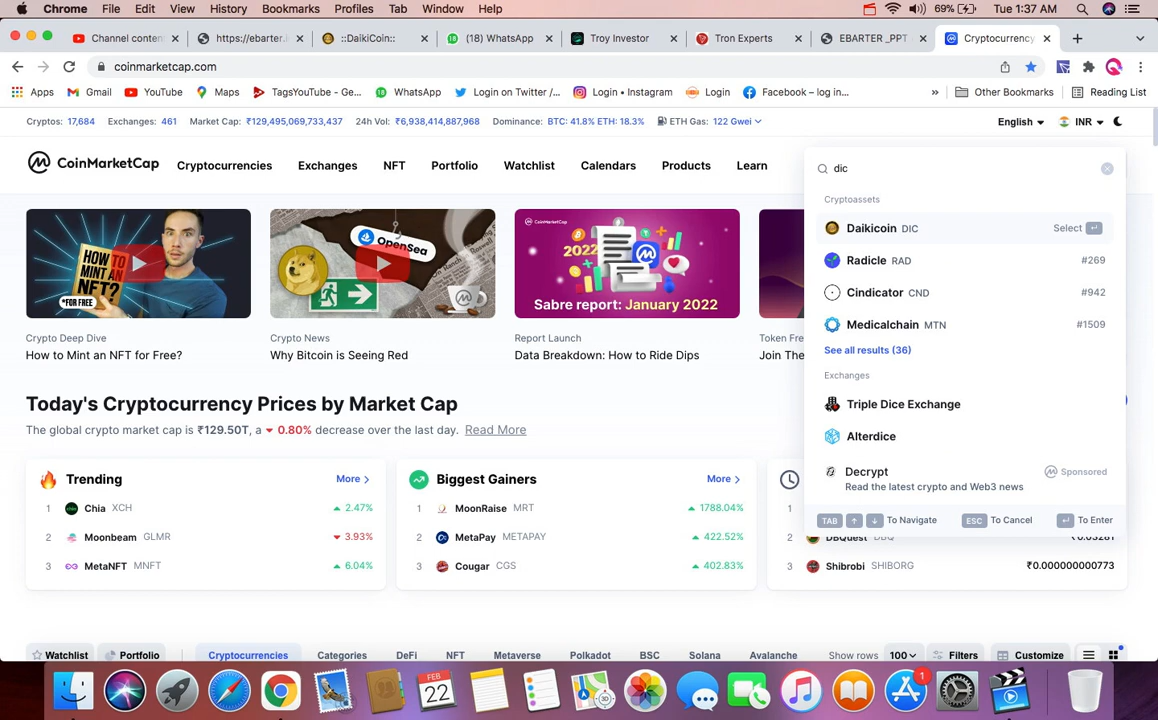 Chrome File Edit View History Bookmarks Profiles Tab Window Help 69% Tue 1:37 AM
Channel conten https://ebarter. ::DaikiCoin:: (18) WhatsApp Troy Investor Tron Experts EBARTER _PPT Cryptocurrency
coinmarketcap.com
Apps Gmail YouTube Maps TagsYouTube - Ge... WhatsApp Login on Twitter /... Login • Instagram Login Facebook – log in... » Other Bookmarks Reading List
Cryptos: 17,684 Exchanges: 461 Market Cap: ₹129,495,069,733,437 24h Vol: ₹6,938,414,887,968 Dominance: BTC: 41.8% ETH: 18.3% ETH Gas: 122 Gwei English INR
CoinMarketCap Cryptocurrencies Exchanges NFT Portfolio Watchlist Calendars Products Learn
dic
Cryptoassets
Daikicoin DIC Select
Radicle RAD #269
Cindicator CND #942
Medicalchain MTN #1509
See all results (36)
Exchanges
Triple Dice Exchange
Alterdice
Decrypt Sponsored
Read the latest crypto and Web3 news
TAB ↑ ↓ To Navigate ESC To Cancel ↵ To Enter
HOW TO MINT AN NFT?
*FOR FREE
OpenSea
CoinMarketCap
2022
Sabre report: January 2022
Crypto Deep Dive
How to Mint an NFT for Free?
Crypto News
Why Bitcoin is Seeing Red
Report Launch
Data Breakdown: How to Ride Dips
Token Fre
Join The
Today's Cryptocurrency Prices by Market Cap
The global crypto market cap is ₹129.50T, a 0.80% decrease over the last day. Read More
Trending More
1 Chia XCH 2.47%
2 Moonbeam GLMR 3.93%
3 MetaNFT MNFT 6.04%
Biggest Gainers More
1 MoonRaise MRT 1788.04%
2 MetaPay METAPAY 422.52%
3 Cougar CGS 402.83%
1
2 DBQuest DBQ ₹0.03281
3 Shibrobi SHIBORG ₹0.000000000773
Watchlist Portfolio Cryptocurrencies Categories DeFi NFT Metaverse Polkadot BSC Solana Avalanche Show rows 100 Filters Customize
FEB
22
1